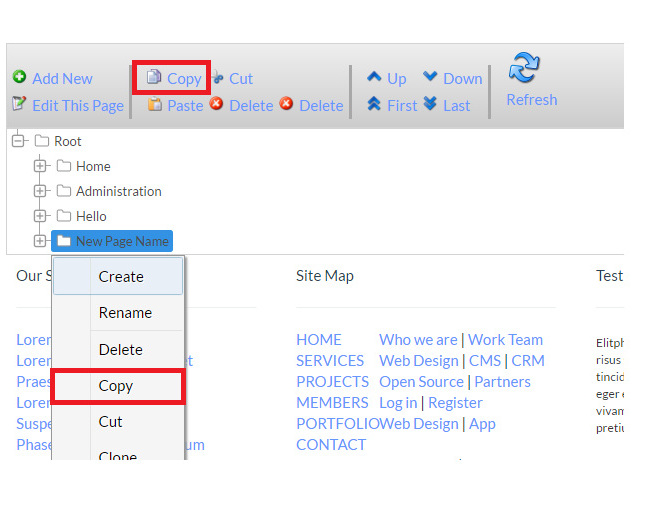 Add New Copy Cut Up Down Refresh
Edit This Page Paste Delete Delete First Last
Root
Home
Administration
Hello
New Page Name
Create
Rename
Delete
Copy
Cut
Clone
Our S
Lorem
Lorem et
Praes
Lorem
Suspe
Phase um
Site Map
HOME Who we are | Work Team
SERVICES Web Design | CMS | CRM
PROJECTS Open Source | Partners
MEMBERS Log in | Register
PORTFOLIOWeb Design | App
CONTACT
Test
Elitph
risus
tincid
eger e
vivam
pretiu